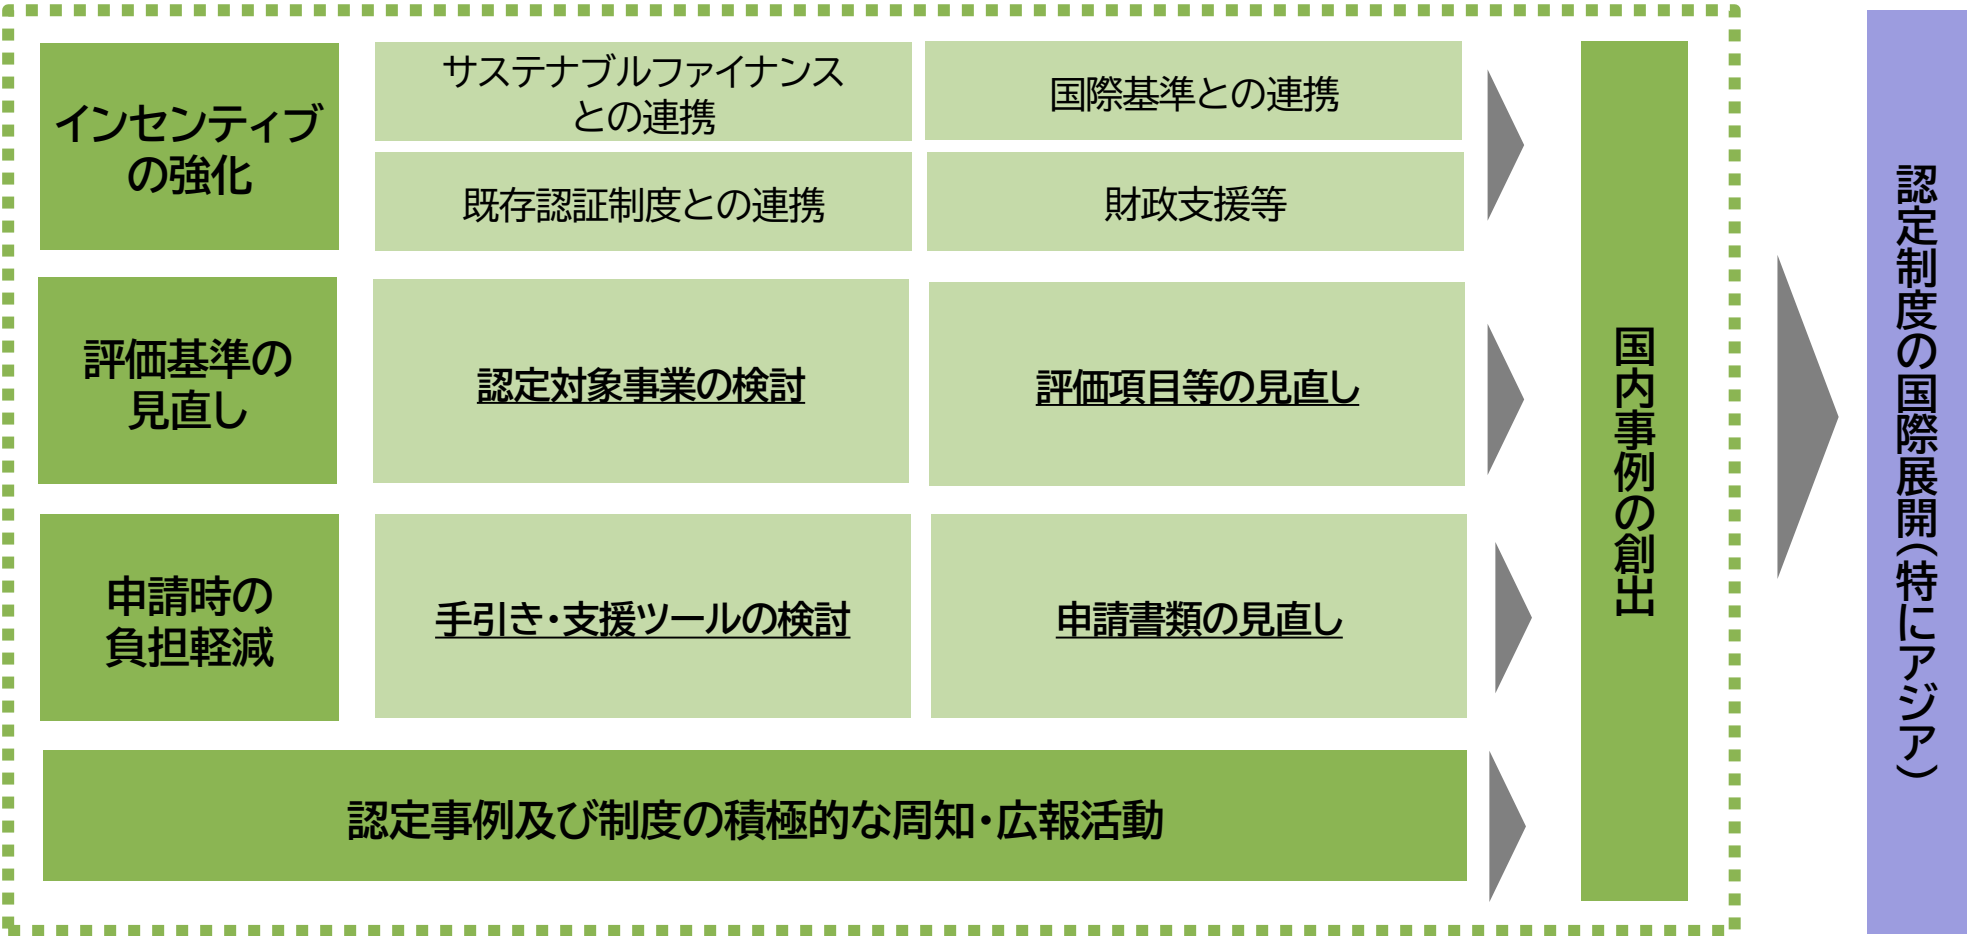 インセンティブ
の強化
サステナブルファイナンス
との連携
国際基準との連携
既存認証制度との連携
財政支援等
評価基準の
見直し
認定対象事業の検討
評価項目等の見直し
申請時の
負担軽減
手引き・支援ツールの検討
申請書類の見直し
認定事例及び制度の積極的な周知・広報活動
国内事例の創出
認定制度の国際展開(特にアジア)